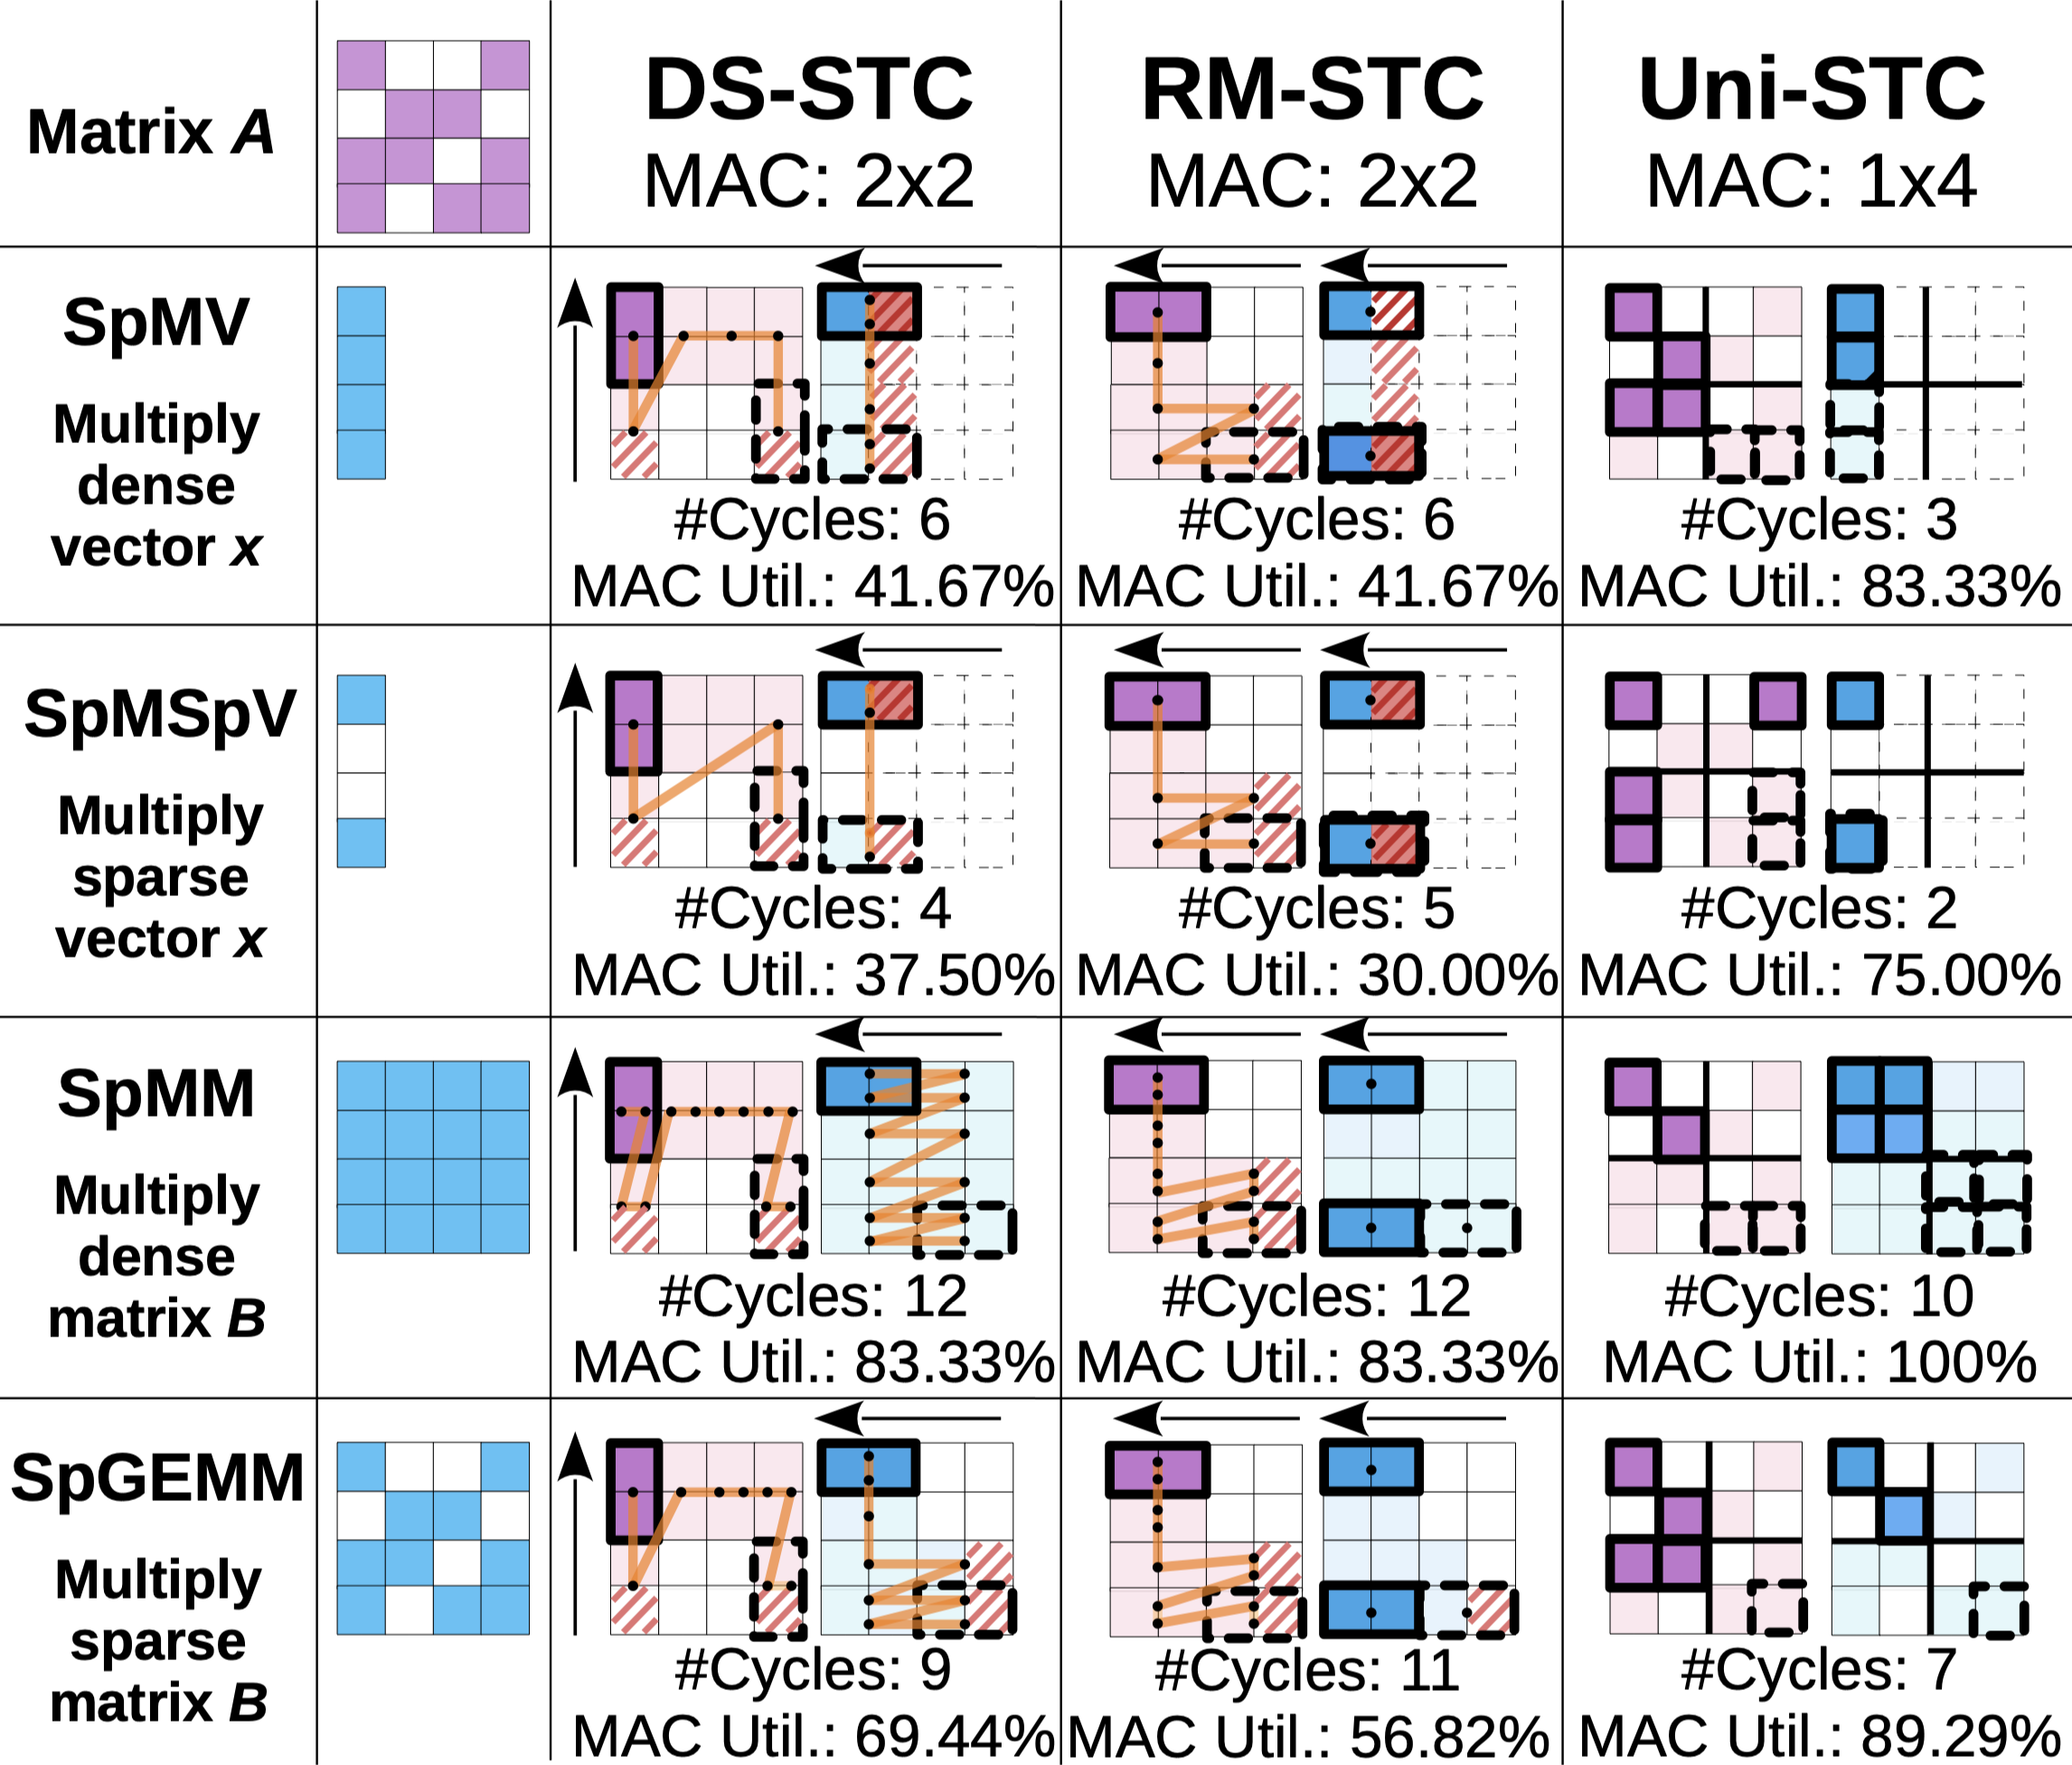 Matrix A
DS-STC
MAC: 2x2
RM-STC
MAC: 2x2
Uni-STC
MAC: 1x4
SpMV
Multiply
dense
vector x
#Cycles: 6
MAC Util.: 41.67%
#Cycles: 6
MAC Util.: 41.67%
#Cycles: 3
MAC Util.: 83.33%
SpMSpV
Multiply
sparse
vector x
#Cycles: 4
MAC Util.: 37.50%
#Cycles: 5
MAC Util.: 30.00%
#Cycles: 2
MAC Util.: 75.00%
SpMM
Multiply
dense
matrix B
#Cycles: 12
MAC Util.: 83.33%
#Cycles: 12
MAC Util.: 83.33%
#Cycles: 10
MAC Util.: 100%
SpGEMM
Multiply
sparse
matrix B
#Cycles: 9
MAC Util.: 69.44%
#Cycles: 11
MAC Util.: 56.82%
#Cycles: 7
MAC Util.: 89.29%